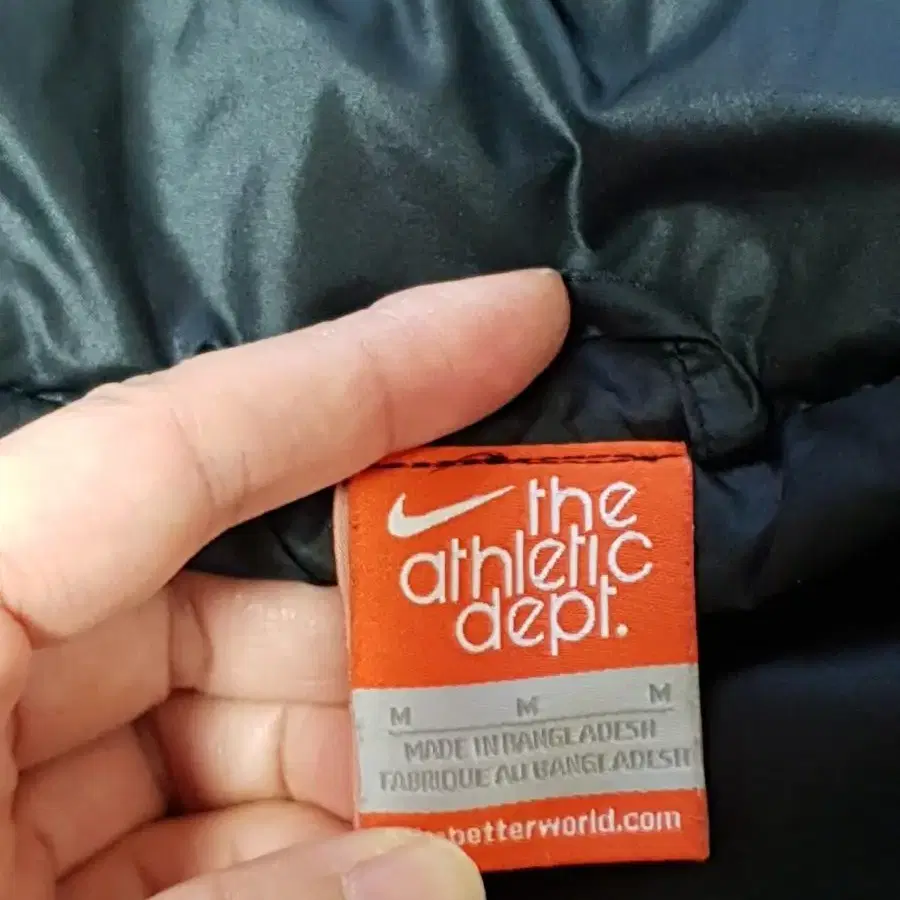 the
athletic
dept.
M M M
MADE IN BANGLADESH
FABRIQUE AU BANGLADESH
betterworld.com